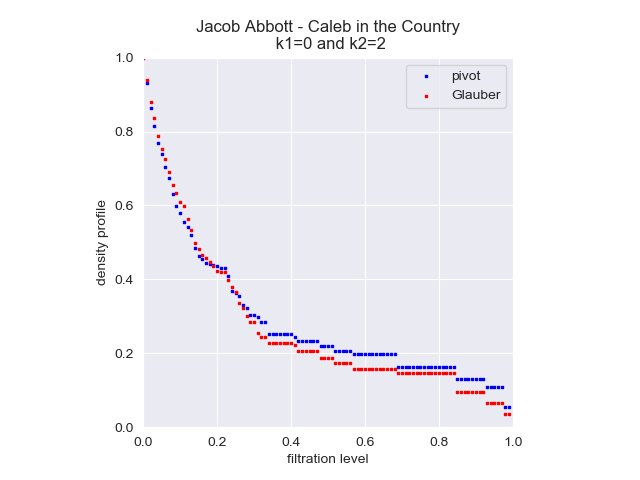 Jacob Abbott - Caleb in the Country
k1=0 and k2=2
1.0
0.8
0.6
0.4
0.2
0.0
density profile
pivot
Glauber
0.0 0.2 0.4 0.6 0.8 1.0
filtration level